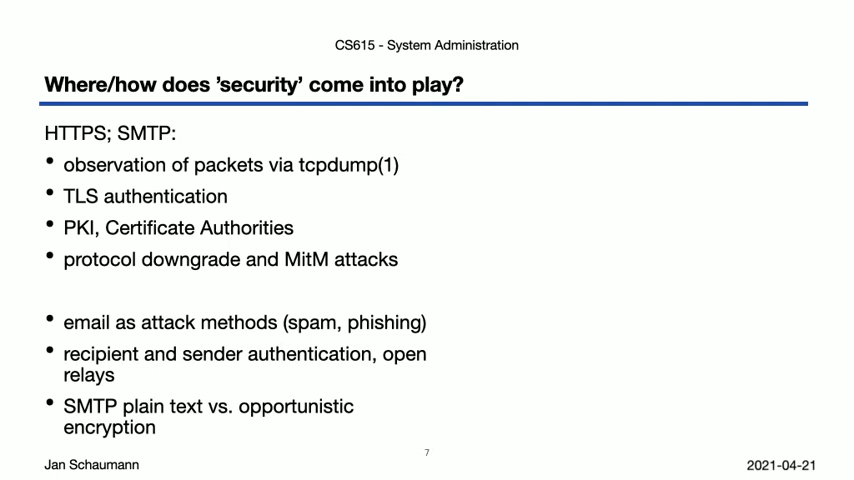 CS615 - System Administration
Where/how does ’security’ come into play?
HTTPS; SMTP:
• observation of packets via tcpdump(1)
• TLS authentication
• PKI, Certificate Authorities
• protocol downgrade and MitM attacks
• email as attack methods (spam, phishing)
• recipient and sender authentication, open
relays
• SMTP plain text vs. opportunistic
encryption
7
Jan Schaumann
2021-04-21